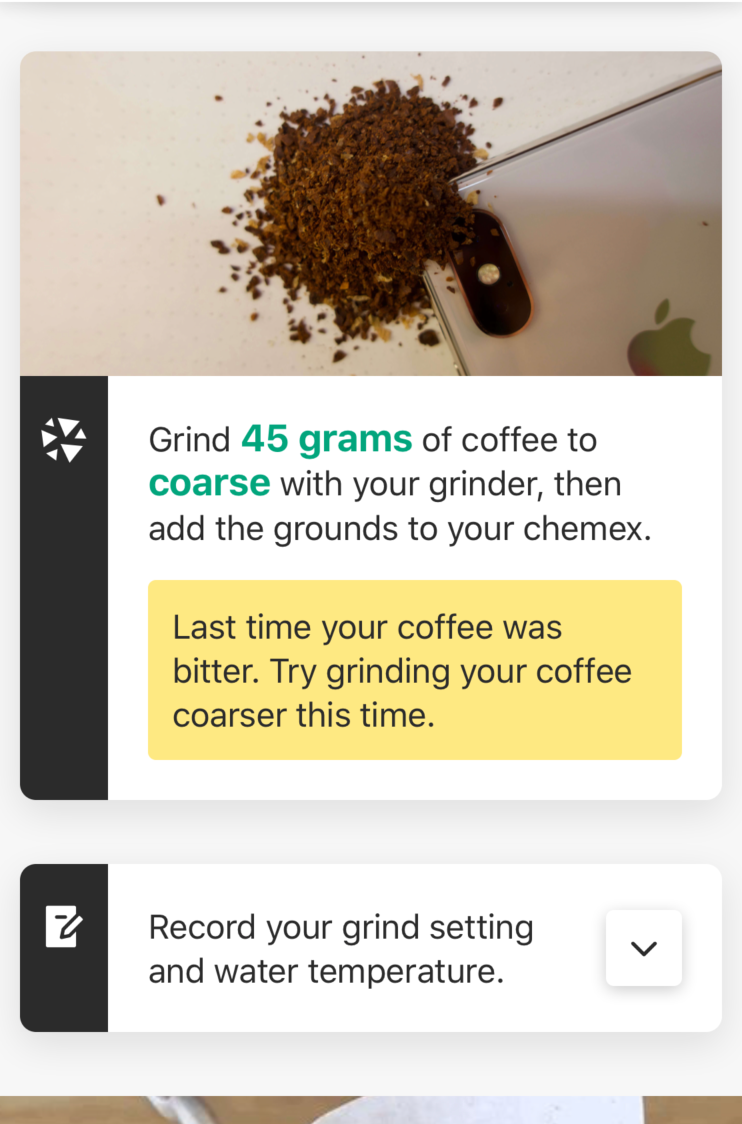 Grind 45 grams of coffee to
coarse with your grinder, then
add the grounds to your chemex.
Last time your coffee was
bitter. Try grinding your coffee
coarser this time.
Record your grind setting
and water temperature.